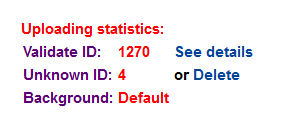 Uploading statistics:
Validate ID: 1270 See details
Unknown ID: 4 or Delete
Background: Default